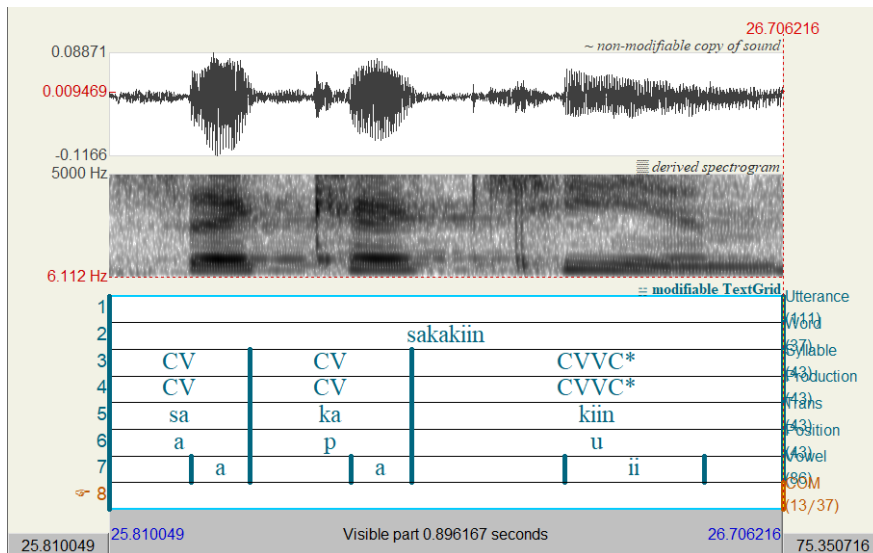 26.706216
~ non-modifiable copy of sound
0.08871
0.009469
-0.1166
5000 Hz
derived spectrogram
6.112 Hz
modifiable TextGrid
1 Utterance (111)
2 sakakiin Word (37)
3 CV CV CVVC* Syllable (43)
4 CV CV CVVC* Production (43)
5 sa ka kiin Trans (43)
6 a p u Position (43)
7 a a ii Vowel (86)
8 COM (13/37)
25.810049 Visible part 0.896167 seconds 26.706216
25.810049 75.350716